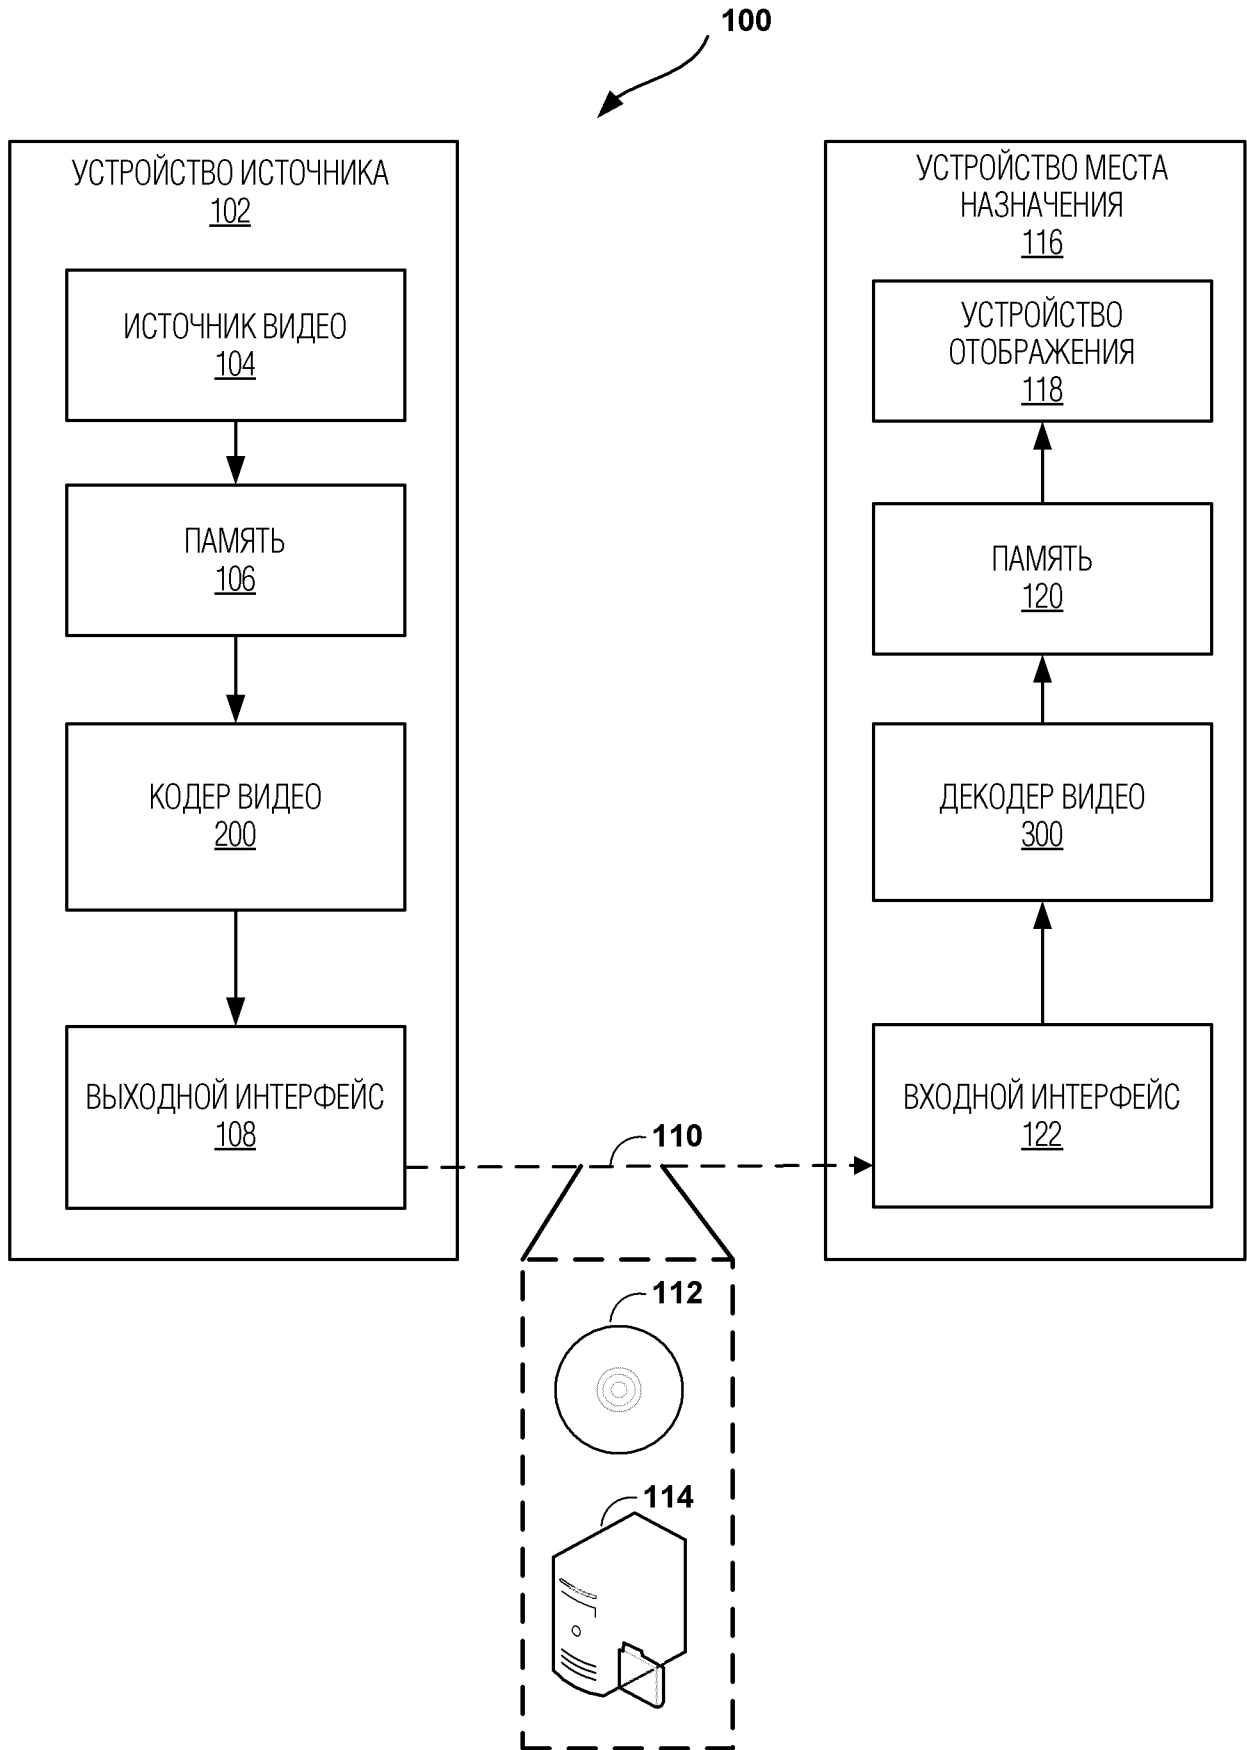 100
УСТРОЙСТВО ИСТОЧНИКА
102
ИСТОЧНИК ВИДЕО
104
ПАМЯТЬ
106
КОДЕР ВИДЕО
200
ВЫХОДНОЙ ИНТЕРФЕЙС
108
110
112
114
УСТРОЙСТВО МЕСТА
НАЗНАЧЕНИЯ
116
УСТРОЙСТВО
ОТОБРАЖЕНИЯ
118
ПАМЯТЬ
120
ДЕКОДЕР ВИДЕО
300
ВХОДНОЙ ИНТЕРФЕЙС
122